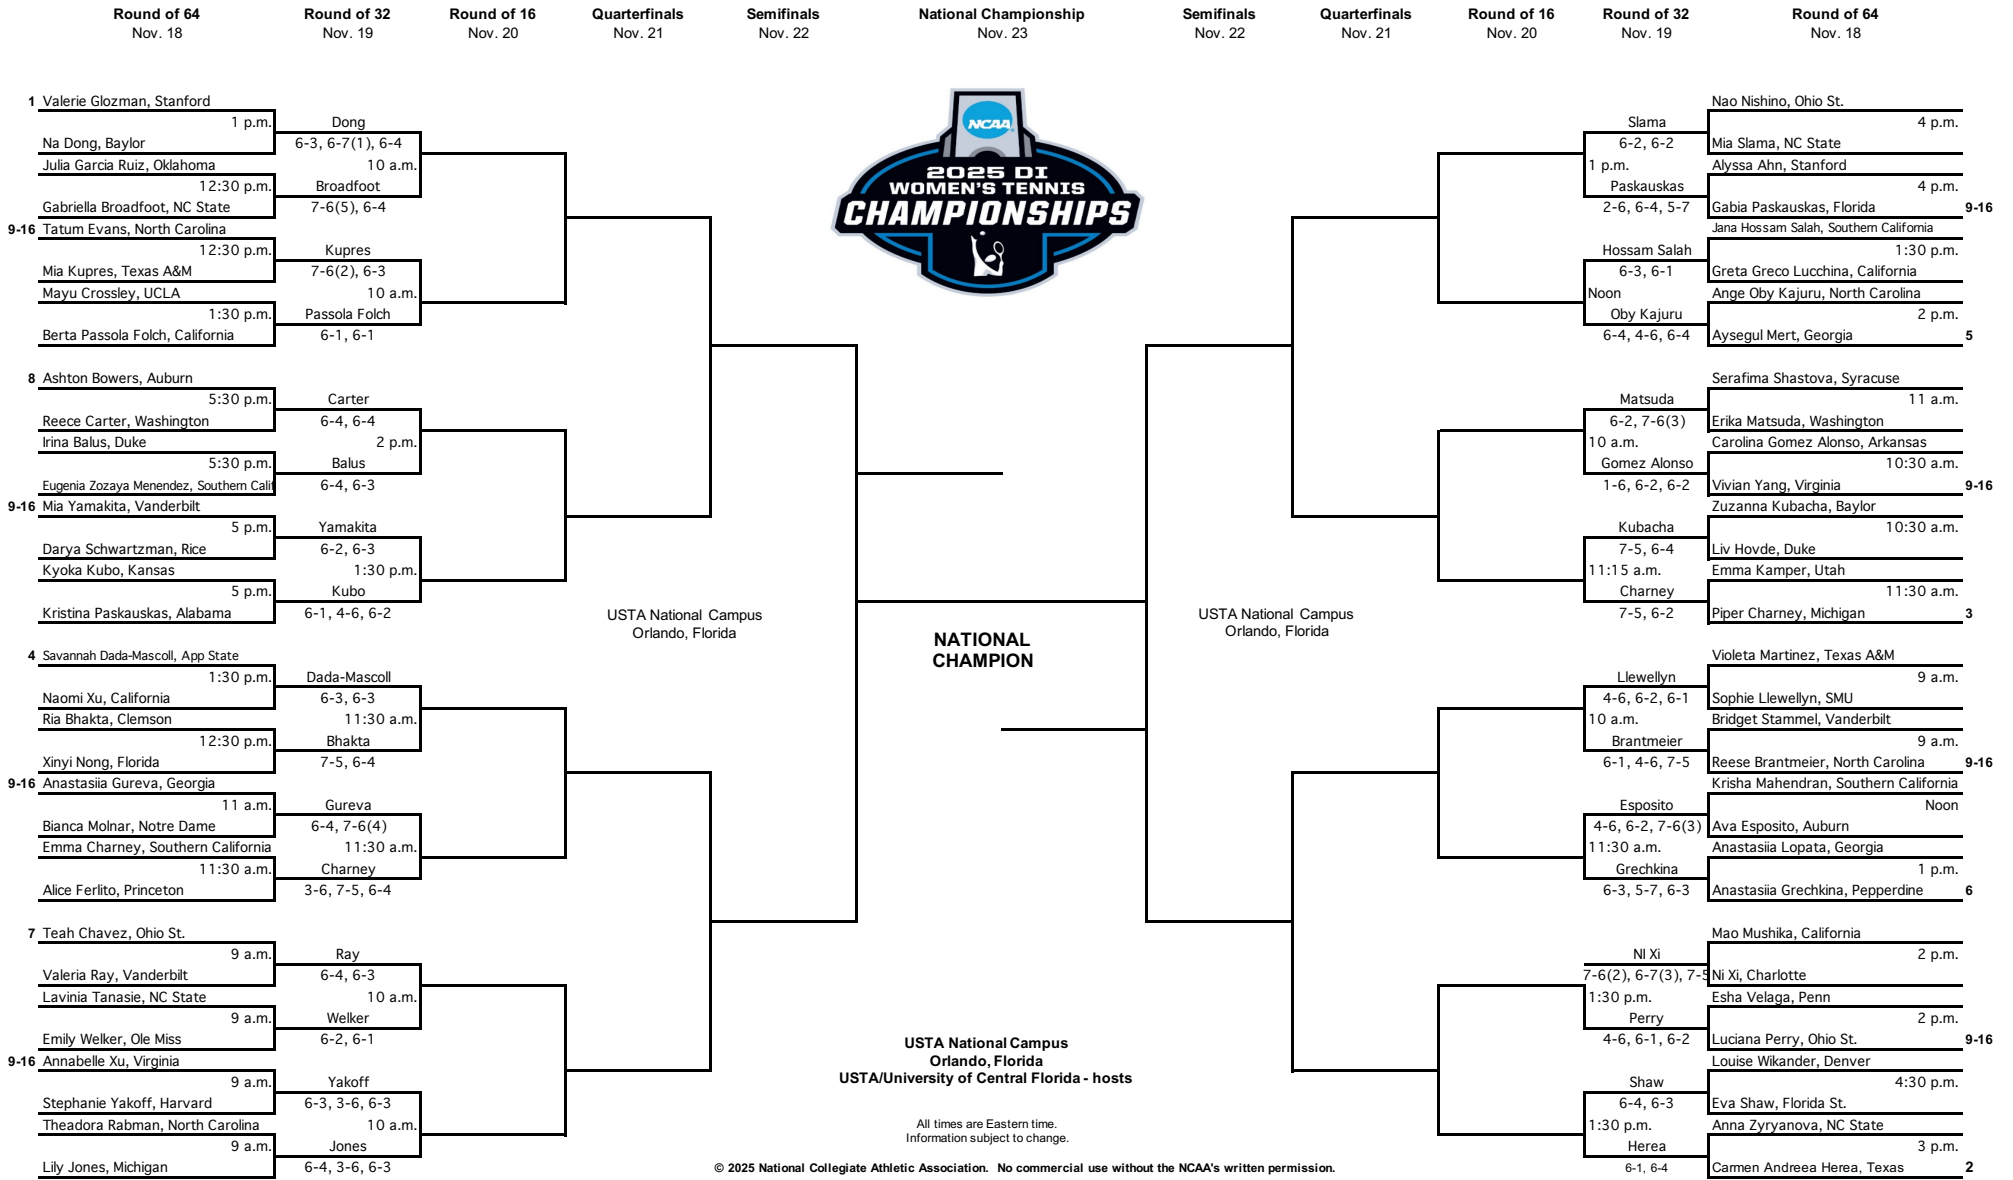 Round of 64
Nov. 18
Round of 32
Nov. 19
Round of 16
Nov. 20
Quarterfinals
Nov. 21
Semifinals
Nov. 22
National Championship
Nov. 23
Semifinals
Nov. 22
Quarterfinals
Nov. 21
Round of 16
Nov. 20
Round of 32
Nov. 19
Round of 64
Nov. 18
1 Valerie Glozman, Stanford
1 p.m.
Na Dong, Baylor
Dong
6-3, 6-7(1), 6-4
10 a.m.
Julia Garcia Ruiz, Oklahoma
12:30 p.m.
Gabriella Broadfoot, NC State
Broadfoot
7-6(5), 6-4
9-16 Tatum Evans, North Carolina
12:30 p.m.
Mia Kupres, Texas A&M
Kupres
7-6(2), 6-3
10 a.m.
Mayu Crossley, UCLA
1:30 p.m.
Berta Passola Folch, California
Passola Folch
6-1, 6-1
8 Ashton Bowers, Auburn
5:30 p.m.
Reece Carter, Washington
Carter
6-4, 6-4
2 p.m.
Irina Balus, Duke
5:30 p.m.
Eugenia Zozaya Menendez, Southern Calif
Balus
6-4, 6-3
9-16 Mia Yamakita, Vanderbilt
5 p.m.
Darya Schwartzman, Rice
Yamakita
6-2, 6-3
1:30 p.m.
Kyoka Kubo, Kansas
5 p.m.
Kristina Paskauskas, Alabama
Kubo
6-1, 4-6, 6-2
4 Savannah Dada-Mascoll, App State
1:30 p.m.
Naomi Xu, California
Dada-Mascoll
6-3, 6-3
11:30 a.m.
Ria Bhakta, Clemson
12:30 p.m.
Xinyi Nong, Florida
Bhakta
7-5, 6-4
9-16 Anastasiia Gureva, Georgia
11 a.m.
Bianca Molnar, Notre Dame
Gureva
6-4, 7-6(4)
11:30 a.m.
Emma Charney, Southern California
11:30 a.m.
Alice Ferlito, Princeton
Charney
3-6, 7-5, 6-4
7 Teah Chavez, Ohio St.
9 a.m.
Valeria Ray, Vanderbilt
Ray
6-4, 6-3
10 a.m.
Lavinia Tanasie, NC State
9 a.m.
Emily Welker, Ole Miss
Welker
6-2, 6-1
9-16 Annabelle Xu, Virginia
9 a.m.
Stephanie Yakoff, Harvard
Yakoff
6-3, 3-6, 6-3
10 a.m.
Theadora Rabman, North Carolina
9 a.m.
Lily Jones, Michigan
Jones
6-4, 3-6, 6-3
NCAA
2025 DI
WOMEN'S TENNIS
CHAMPIONSHIPS
USTA National Campus
Orlando, Florida
NATIONAL
CHAMPION
USTA National Campus
Orlando, Florida
USTA National Campus
Orlando, Florida
USTA/University of Central Florida - hosts
All times are Eastern time.
Information subject to change.
© 2025 National Collegiate Athletic Association. No commercial use without the NCAA's written permission.
Nao Nishino, Ohio St.
4 p.m.
Mia Slama, NC State
Slama
6-2, 6-2
1 p.m.
Alyssa Ahn, Stanford
4 p.m.
Gabia Paskauskas, Florida 9-16
Paskauskas
2-6, 6-4, 5-7
Jana Hossam Salah, Southern California
1:30 p.m.
Greta Greco Lucchina, California
Hossam Salah
6-3, 6-1
Noon
Ange Oby Kajuru, North Carolina
2 p.m.
Aysegul Mert, Georgia 5
Oby Kajuru
6-4, 4-6, 6-4
Serafima Shastova, Syracuse
11 a.m.
Erika Matsuda, Washington
Matsuda
6-2, 7-6(3)
10 a.m.
Carolina Gomez Alonso, Arkansas
10:30 a.m.
Vivian Yang, Virginia 9-16
Gomez Alonso
1-6, 6-2, 6-2
Zuzanna Kubacha, Baylor
10:30 a.m.
Liv Hovde, Duke
Kubacha
7-5, 6-4
11:15 a.m.
Emma Kamper, Utah
11:30 a.m.
Piper Charney, Michigan 3
Charney
7-5, 6-2
Violeta Martinez, Texas A&M
9 a.m.
Sophie Llewellyn, SMU
Llewellyn
4-6, 6-2, 6-1
10 a.m.
Bridget Stammel, Vanderbilt
9 a.m.
Reese Brantmeier, North Carolina 9-16
Brantmeier
6-1, 4-6, 7-5
Krisha Mahendran, Southern California
Noon
Ava Esposito, Auburn
Esposito
4-6, 6-2, 7-6(3)
11:30 a.m.
Anastasiia Lopata, Georgia
1 p.m.
Anastasiia Grechkina, Pepperdine 6
Grechkina
6-3, 5-7, 6-3
Mao Mushika, California
2 p.m.
Ni Xi, Charlotte
NI Xi
7-6(2), 6-7(3), 7-5
1:30 p.m.
Esha Velaga, Penn
2 p.m.
Luciana Perry, Ohio St. 9-16
Perry
4-6, 6-1, 6-2
Louise Wikander, Denver
4:30 p.m.
Eva Shaw, Florida St.
Shaw
6-4, 6-3
1:30 p.m.
Anna Zyryanova, NC State
3 p.m.
Carmen Andreea Herea, Texas 2
Herea
6-1, 6-4